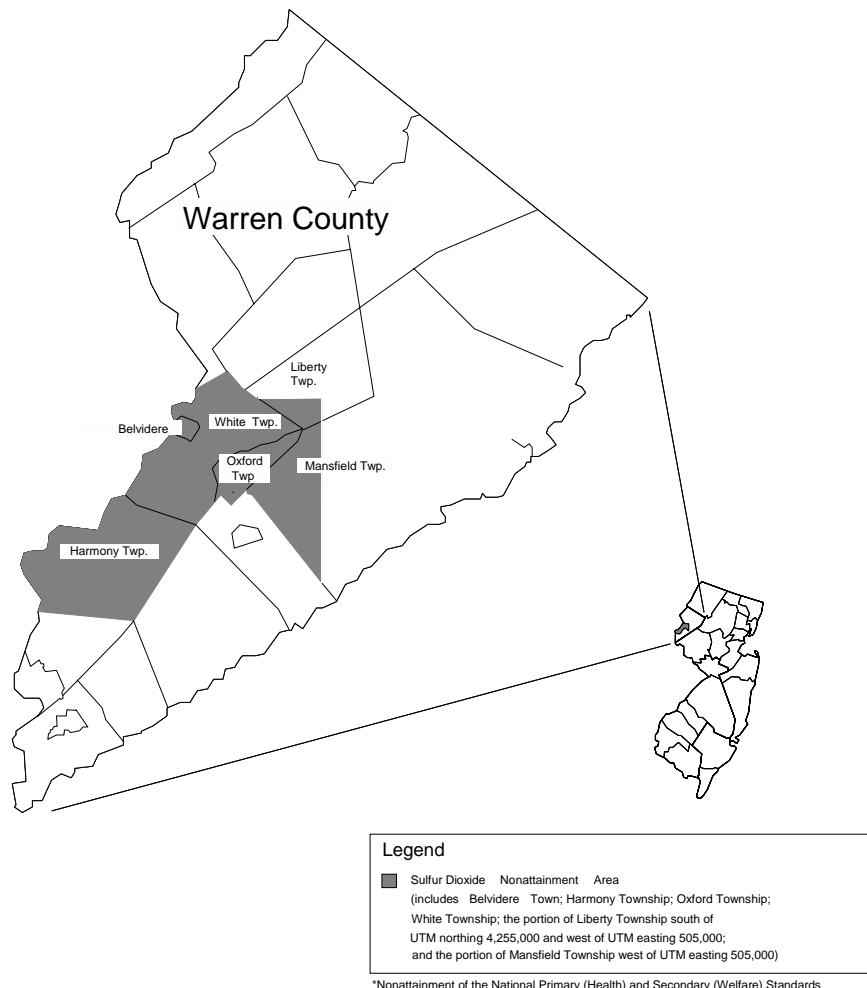 Warren County
Liberty
Twp.
Belvidere
White Twp.
Oxford
Twp
Mansfield Twp.
Harmony Twp.
Legend
Sulfur Dioxide Nonattainment Area
(includes Belvidere Town; Harmony Township; Oxford Township;
White Township; the portion of Liberty Township south of
UTM northing 4,255,000 and west of UTM easting 505,000;
and the portion of Mansfield Township west of UTM easting 505,000)
*Nonattainment of the National Primary (Health) and Secondary (Welfare) Standards